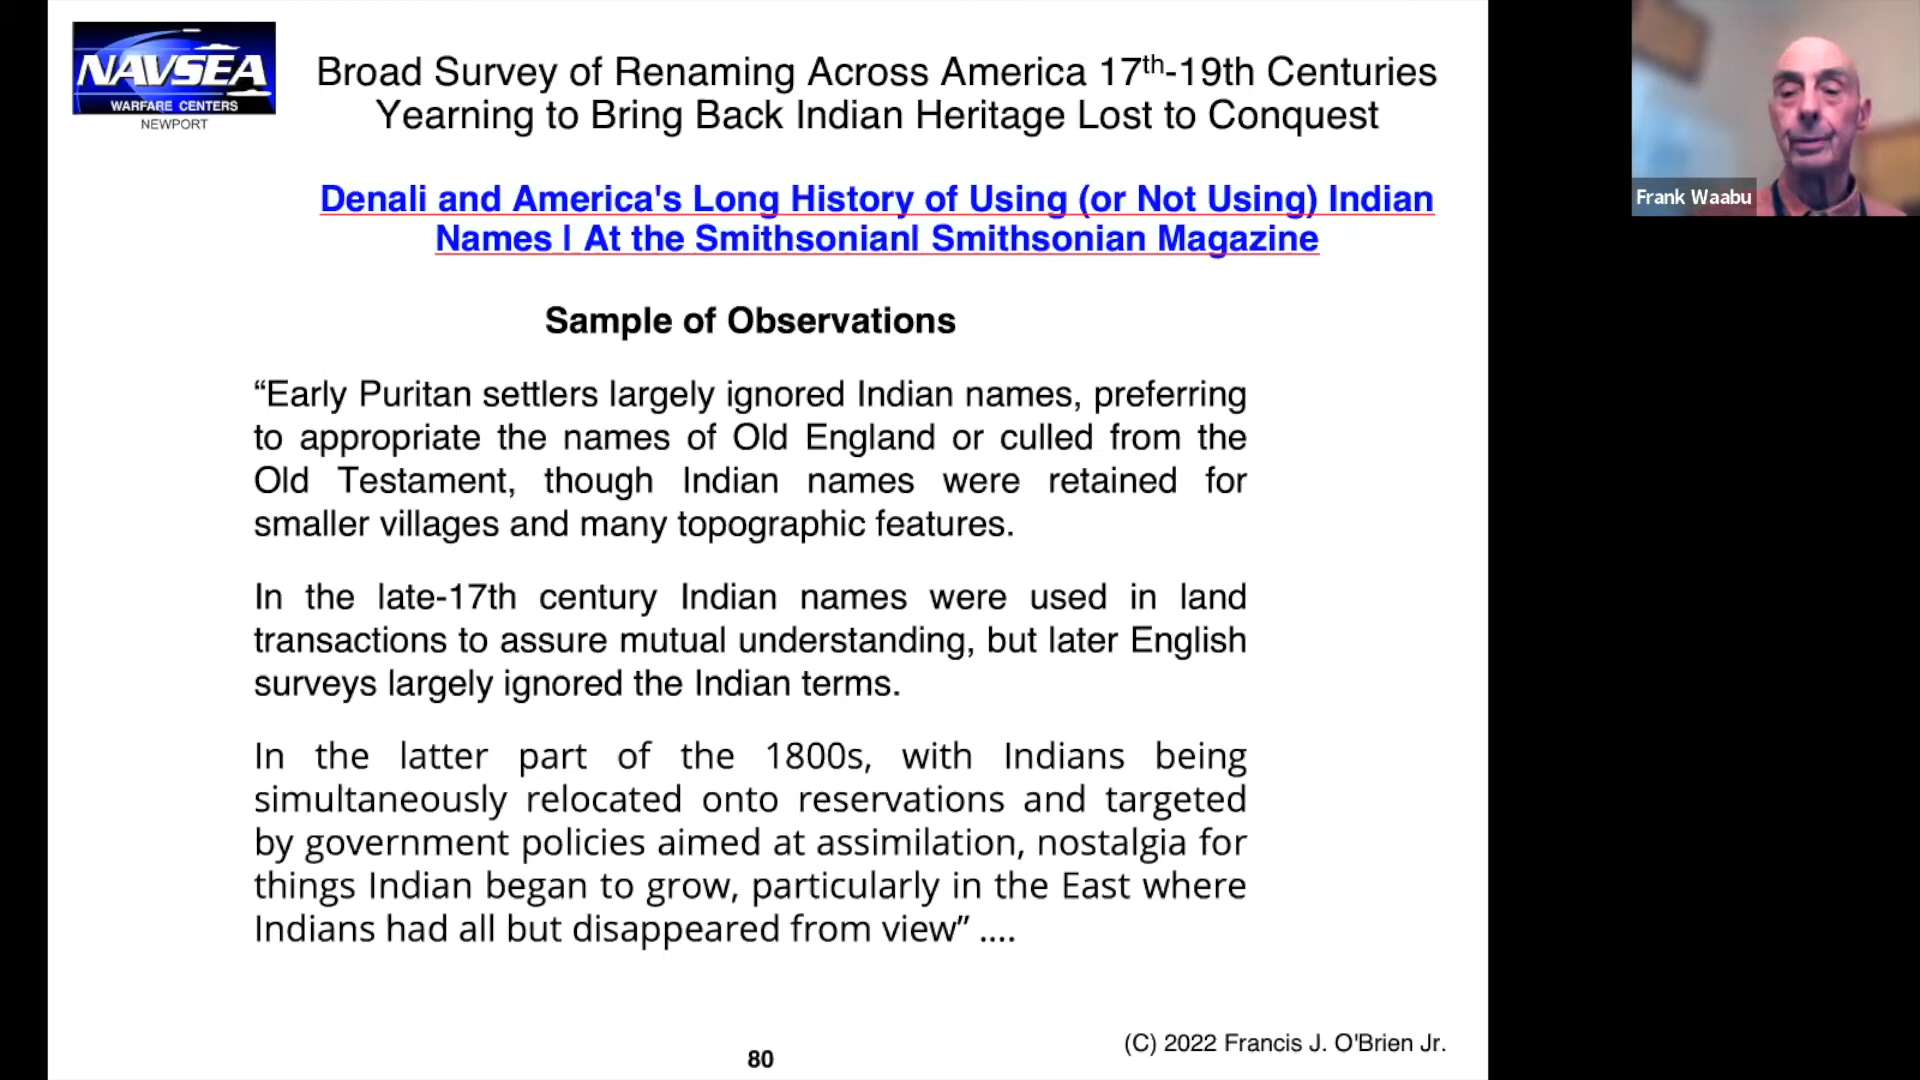 NAVSEA
WARFARE CENTERS
NEWPORT
Broad Survey of Renaming Across America 17th-19th Centuries
Yearning to Bring Back Indian Heritage Lost to Conquest
Denali and America's Long History of Using (or Not Using) Indian
Names | At the Smithsonian| Smithsonian Magazine
Sample of Observations
“Early Puritan settlers largely ignored Indian names, preferring
to appropriate the names of Old England or culled from the
Old Testament, though Indian names were retained for
smaller villages and many topographic features.
In the late-17th century Indian names were used in land
transactions to assure mutual understanding, but later English
surveys largely ignored the Indian terms.
In the latter part of the 1800s, with Indians being
simultaneously relocated onto reservations and targeted
by government policies aimed at assimilation, nostalgia for
things Indian began to grow, particularly in the East where
Indians had all but disappeared from view” ....
(C) 2022 Francis J. O'Brien Jr.
80
Frank Waabu